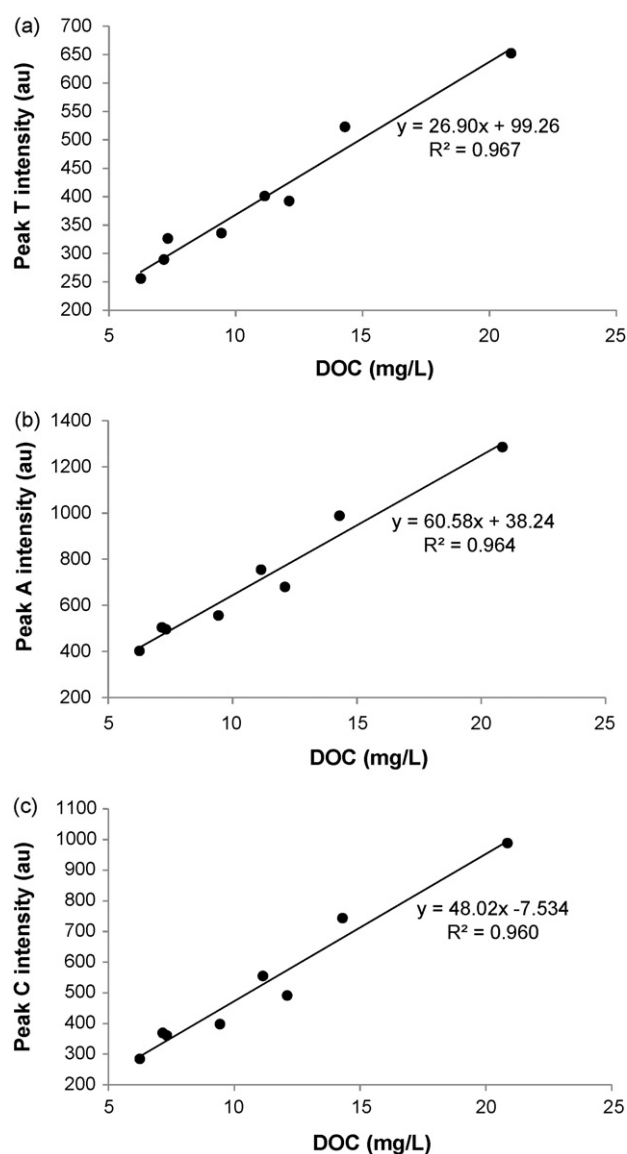 (a)
700
650
600
550
500
450
400
350
300
250
200
Peak T intensity (au)
y = 26.90x + 99.26
R² = 0.967
5 10 15 20 25
DOC (mg/L)
(b)
1400
1200
1000
800
600
400
200
Peak A intensity (au)
y = 60.58x + 38.24
R² = 0.964
5 10 15 20 25
DOC (mg/L)
(c)
1100
1000
900
800
700
600
500
400
300
200
Peak C intensity (au)
y = 48.02x -7.534
R² = 0.960
5 10 15 20 25
DOC (mg/L)